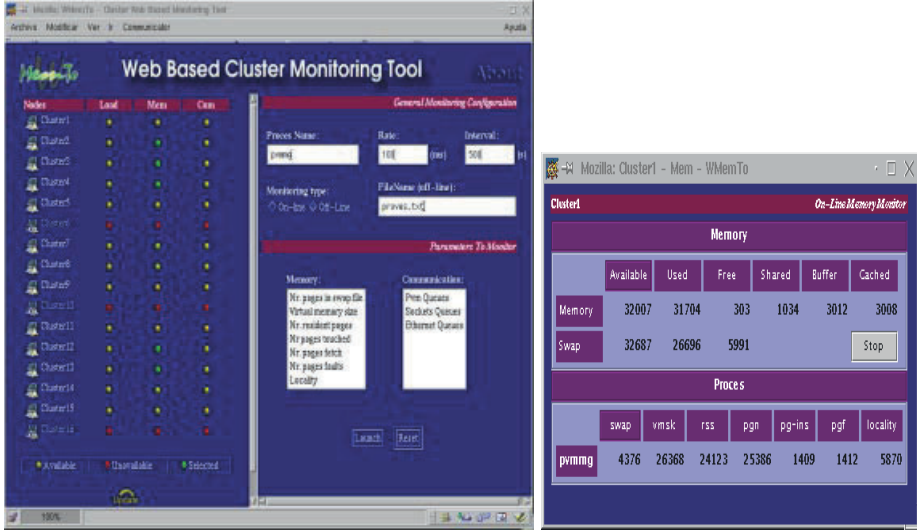 Mozilla: WMemTo - Cluster Web Based Monitoring Tool
Archivo Modificar Ver Ir Communicator Ayuda
WMemTo Web Based Cluster Monitoring Tool About
Nodes Load Mem Com
Cluster1
Cluster2
Cluster3
Cluster4
Cluster5
Cluster6
Cluster7
Cluster8
Cluster9
Cluster10
Cluster11
Cluster12
Cluster13
Cluster14
Cluster15
Cluster16
Available Unavailable Selected
Update
100%
General Monitoring Configuration
Proces Name: Rate: Interval:
pvmmg 100 (ms) 500 (s)
Monitoring type: FileName (off-line):
On-line Off-Line proves.txt
Parameters To Monitor
Memory: Communication:
Nr. pages in swap file Pvm Queues
Virtual memory size Sockets Queues
Nr. resident pages Ethernet Queues
Nr pages touched
Nr. pages fetch
Nr. pages faults
Locality
Launch Reset
Mozilla: Cluster1 - Mem - WMemTo
Cluster1 On-Line Memory Monitor
Memory
Available Used Free Shared Buffer Cached
Memory 32007 31704 303 1034 3012 3008
Swap 32687 26696 5991 Stop
Proces
swap vmsk rss pgn pg-ins pgf locality
pvmmg 4376 26368 24123 25386 1409 1412 5870